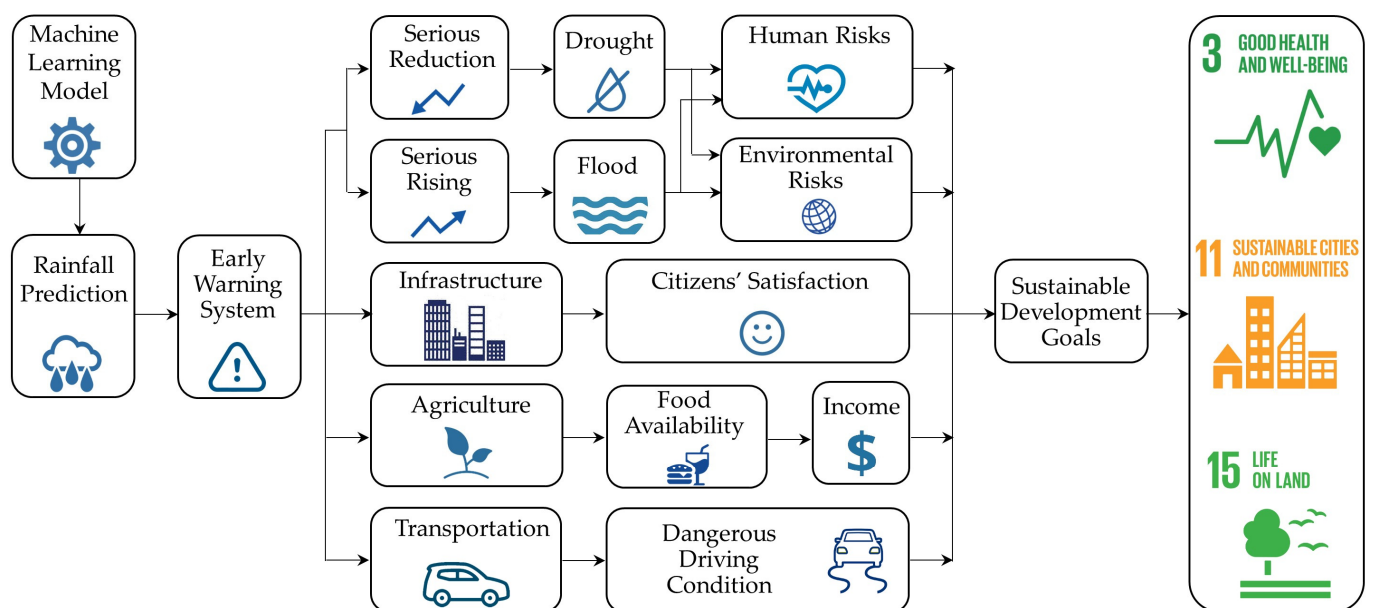 Machine
Learning
Model
Rainfall
Prediction
Early
Warning
System
Serious
Reduction
Drought
Human Risks
Serious
Rising
Flood
Environmental
Risks
Infrastructure
Citizens' Satisfaction
Agriculture
Food
Availability
Income
$
Transportation
Dangerous
Driving
Condition
Sustainable
Development
Goals
3 GOOD HEALTH
AND WELL-BEING
11 SUSTAINABLE CITIES
AND COMMUNITIES
15 LIFE
ON LAND